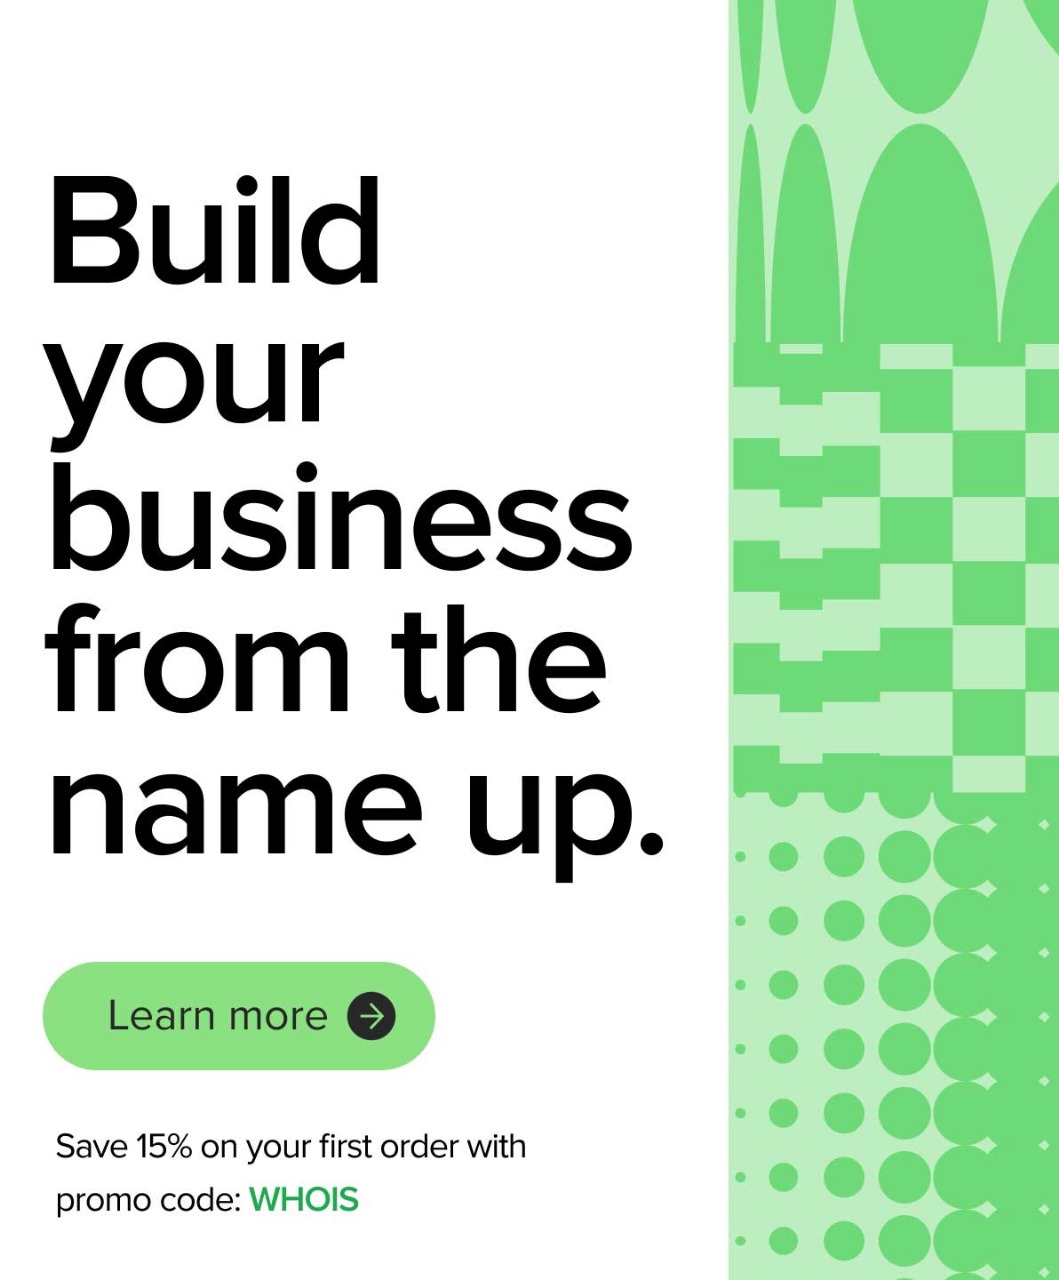 Build
your
business
from the
name up.
Learn more
Save 15% on your first order with
promo code: WHOIS